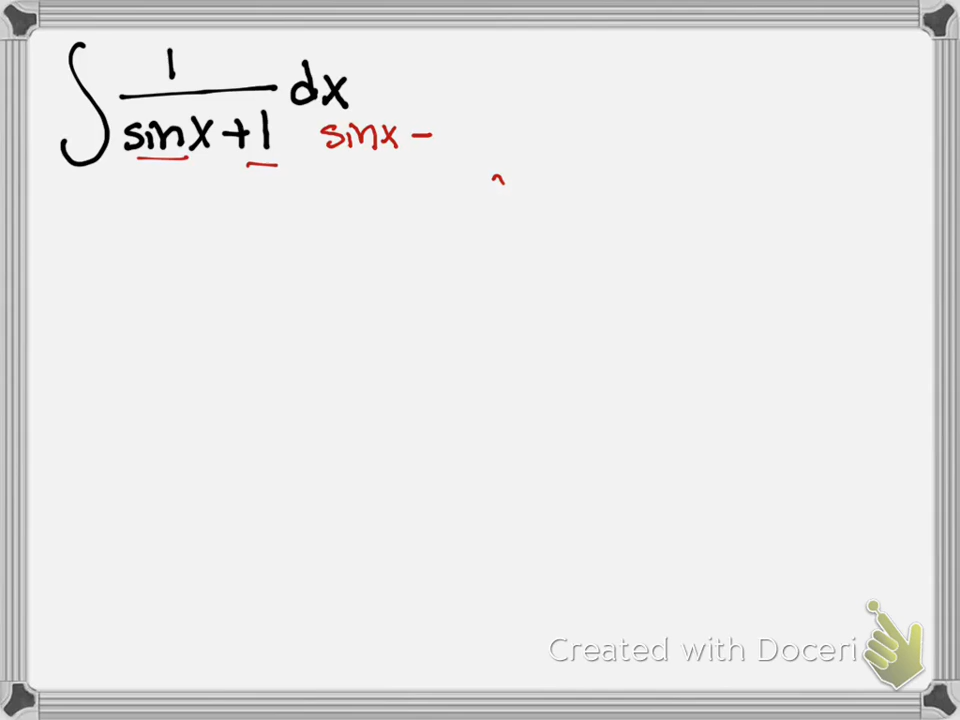 ∫ 1/(sinx+1) dx sinx −
Created with Doceri